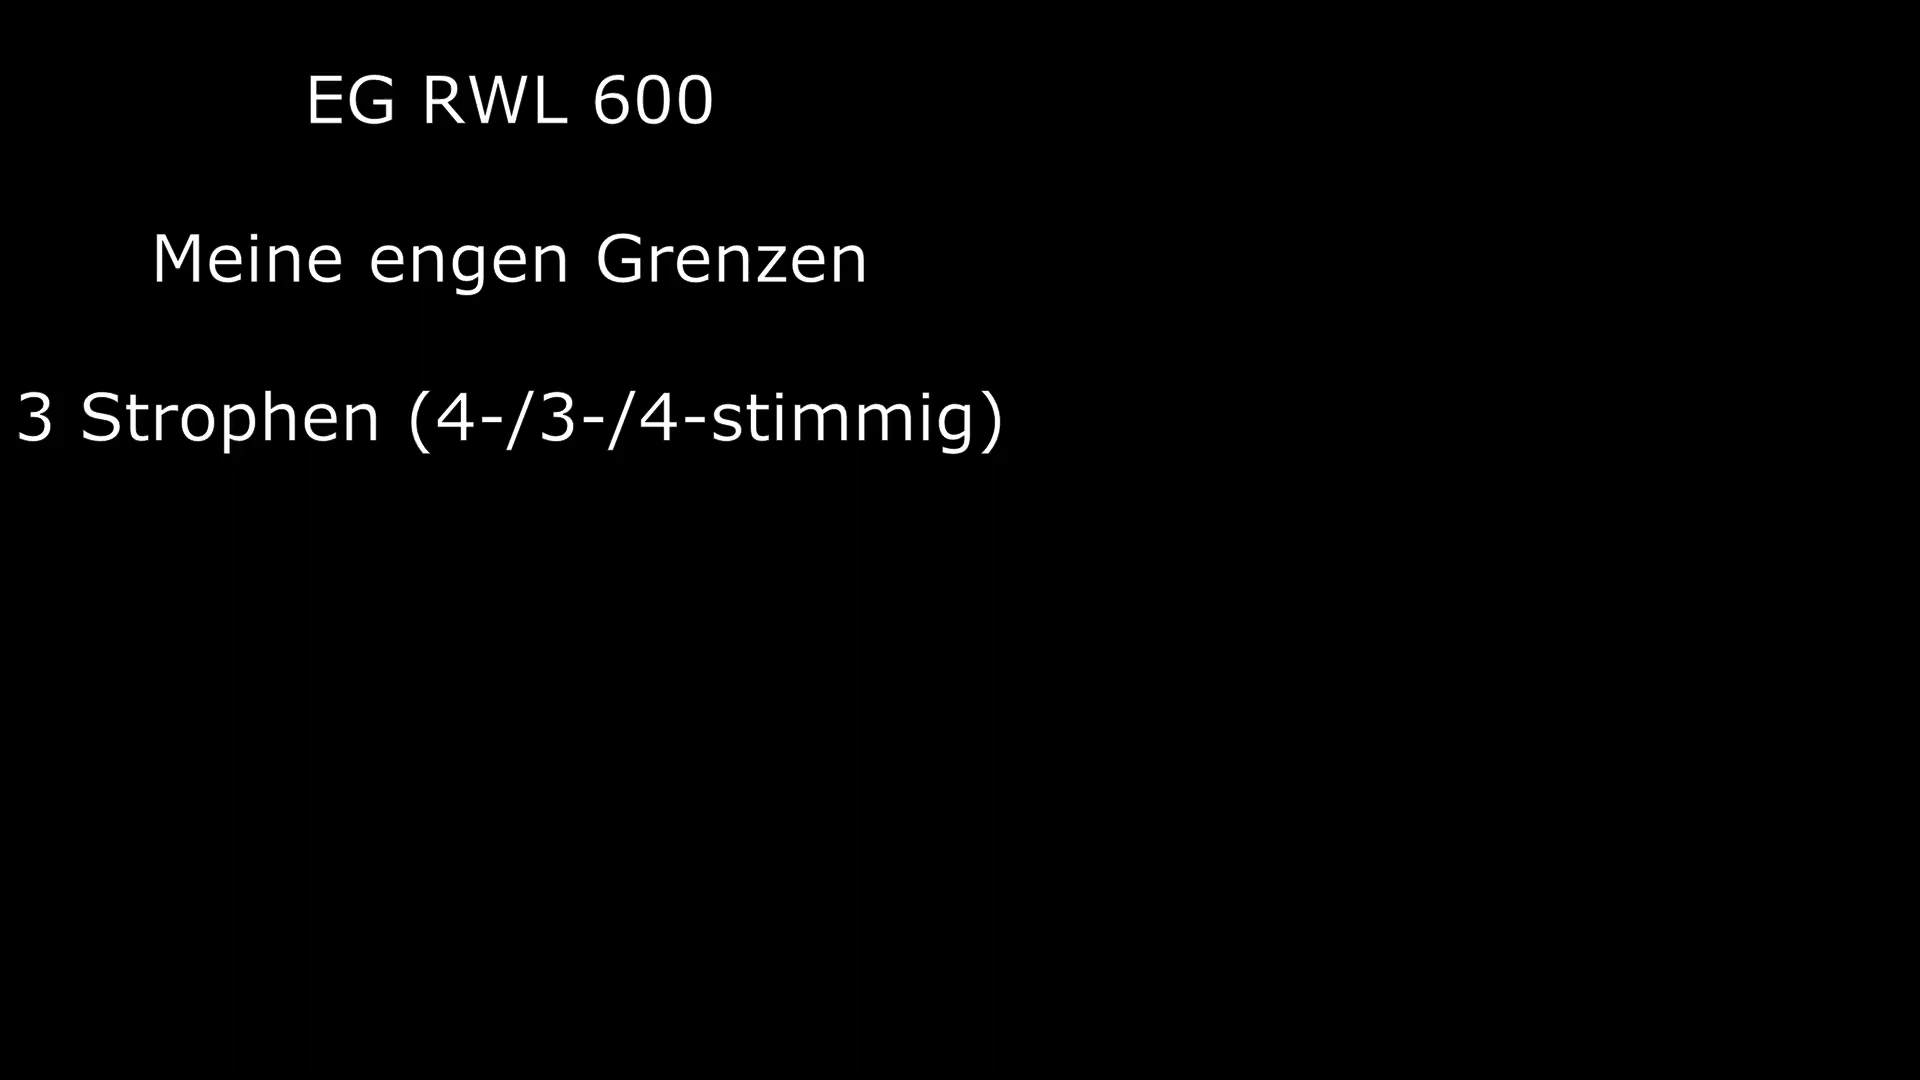 EG RWL 600
Meine engen Grenzen
3 Strophen (4-/3-/4-stimmig)